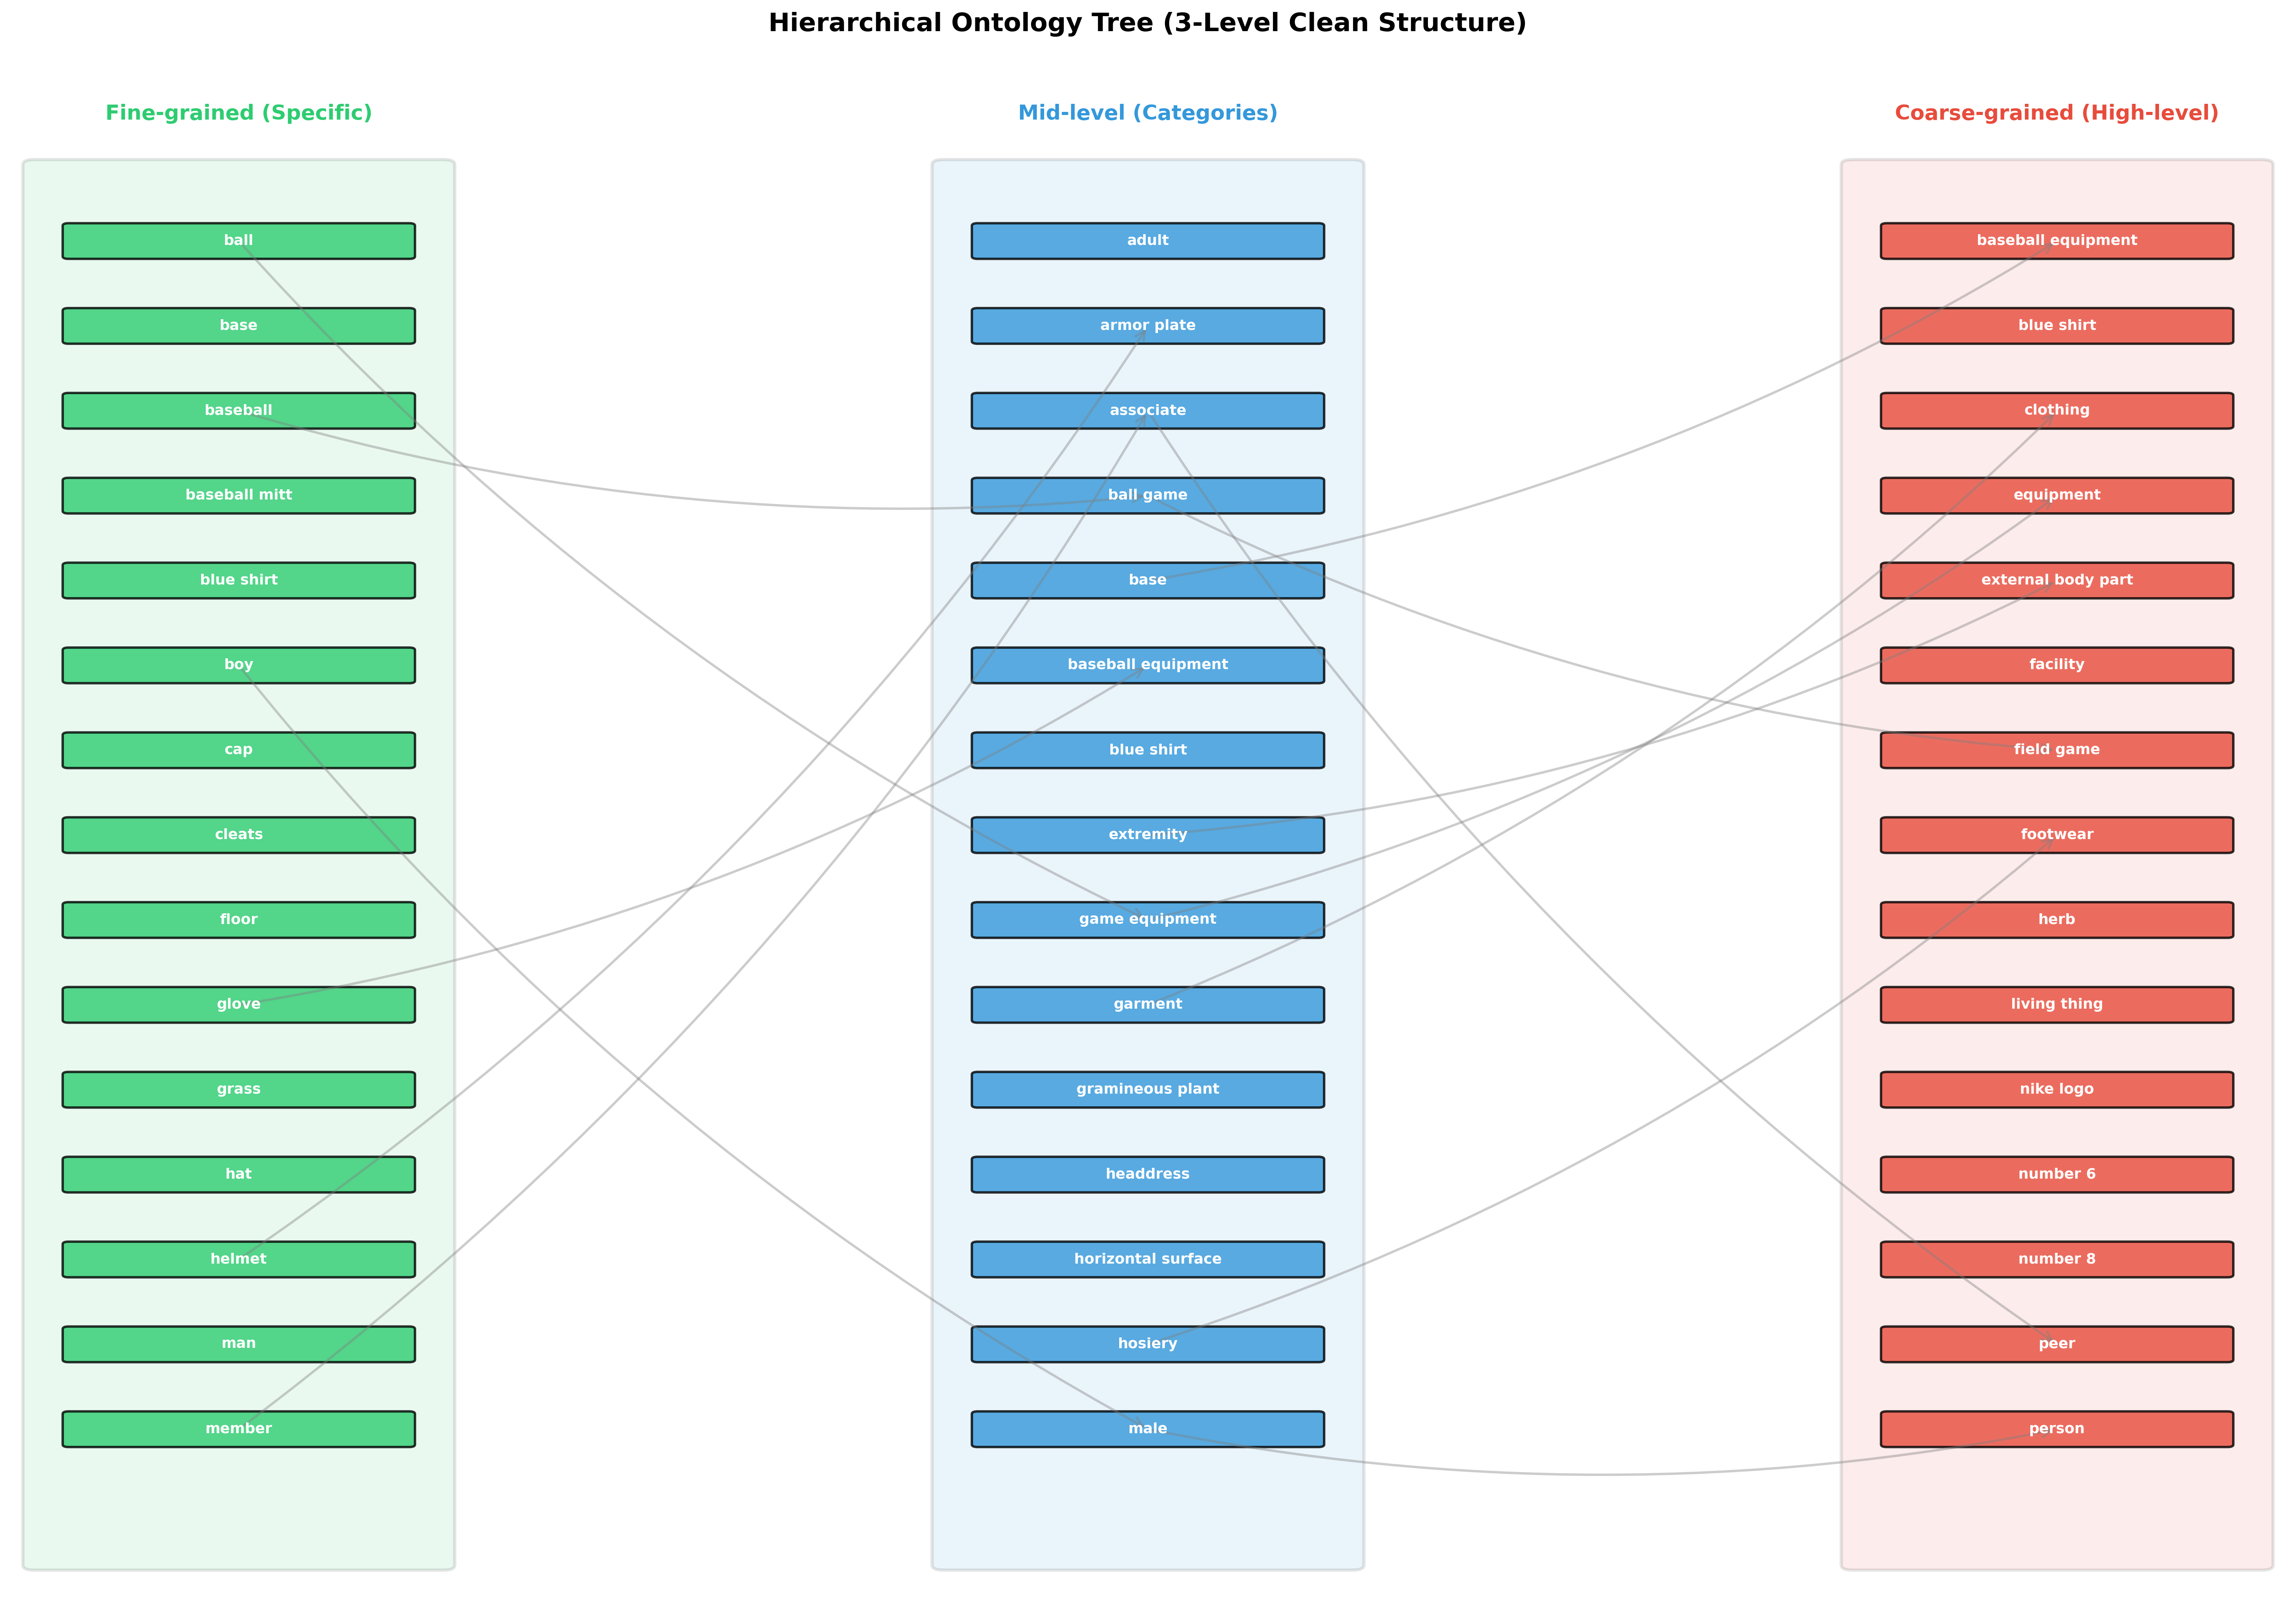 Hierarchical Ontology Tree (3-Level Clean Structure)
Fine-grained (Specific)
ball
base
baseball
baseball mitt
blue shirt
boy
cap
cleats
floor
glove
grass
hat
helmet
man
member
Mid-level (Categories)
adult
armor plate
associate
ball game
base
baseball equipment
blue shirt
extremity
game equipment
garment
gramineous plant
headdress
horizontal surface
hosiery
male
Coarse-grained (High-level)
baseball equipment
blue shirt
clothing
equipment
external body part
facility
field game
footwear
herb
living thing
nike logo
number 6
number 8
peer
person